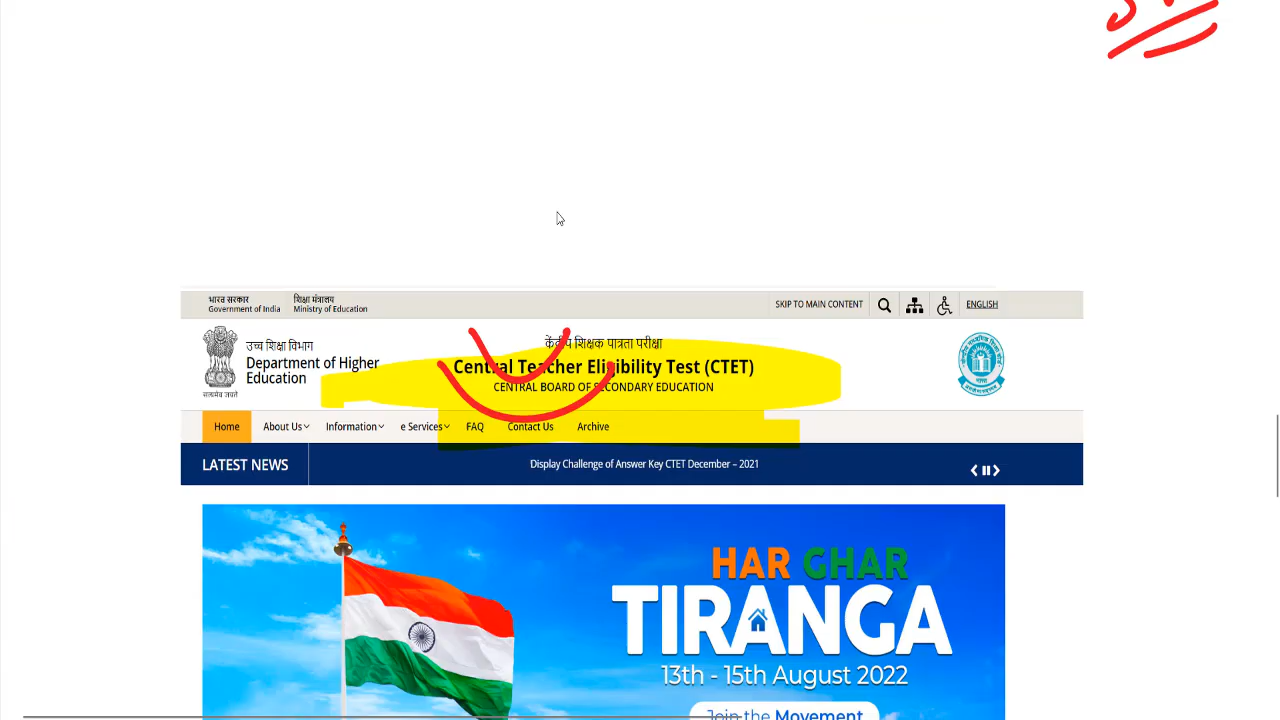 भारत सरकार
Government of India
शिक्षा मंत्रालय
Ministry of Education
SKIP TO MAIN CONTENT
ENGLISH
उच्च शिक्षा विभाग
Department of Higher
Education
सत्यमेव जयते
केंद्रीय शिक्षक पात्रता परीक्षा
Central Teacher Eligibility Test (CTET)
CENTRAL BOARD OF SECONDARY EDUCATION
Home About Us Information e Services FAQ Contact Us Archive
LATEST NEWS
Display Challenge of Answer Key CTET December – 2021
HAR GHAR
TIRANGA
13th - 15th August 2022
Join the Movement